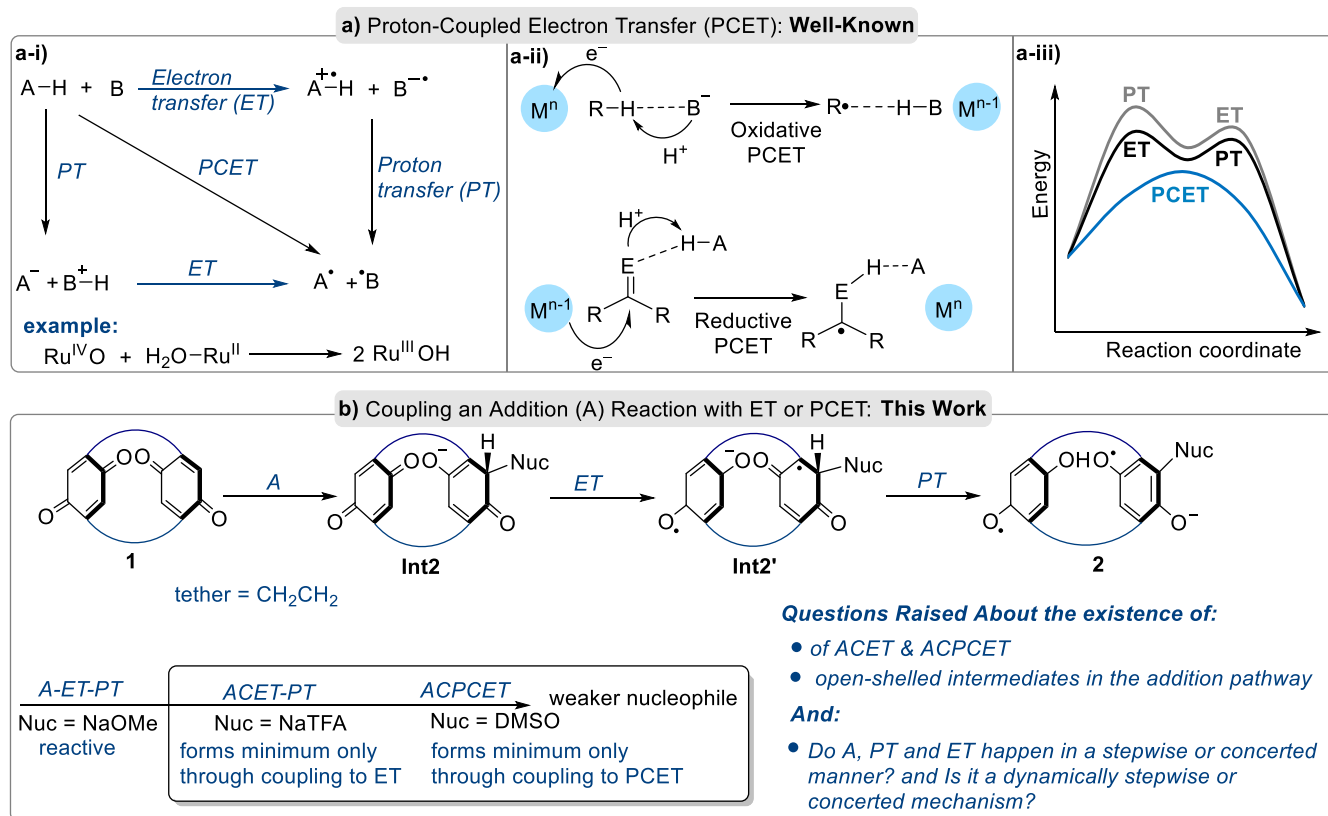 a) Proton-Coupled Electron Transfer (PCET): Well-Known
a-i)
A–H + B
Electron
transfer (ET)
A+•–H + B–•
PT
PCET
Proton
transfer (PT)
A– + B+–H
ET
A• + •B
example:
RuIVO + H2O–RuII
2 RuIIIOH
a-ii)
e–
Mn
R–H----B–
H+
Oxidative
PCET
R•---H–B
Mn-1
H+
H–A
E
Mn-1
R R
e–
Reductive
PCET
H---A
E
R • R
Mn
a-iii)
Energy
PT
ET
ET
PT
PCET
Reaction coordinate
b) Coupling an Addition (A) Reaction with ET or PCET: This Work
O O
O O
1
A
O –O H Nuc
O O
Int2
ET
–O O H Nuc
O• O
Int2'
PT
OH O• Nuc
O• O–
2
tether = CH2CH2
A-ET-PT
Nuc = NaOMe
reactive
ACET-PT
Nuc = NaTFA
forms minimum only
through coupling to ET
ACPCET
Nuc = DMSO
forms minimum only
through coupling to PCET
weaker nucleophile
Questions Raised About the existence of:
• of ACET & ACPCET
• open-shelled intermediates in the addition pathway
And:
• Do A, PT and ET happen in a stepwise or concerted
manner? and Is it a dynamically stepwise or
concerted mechanism?